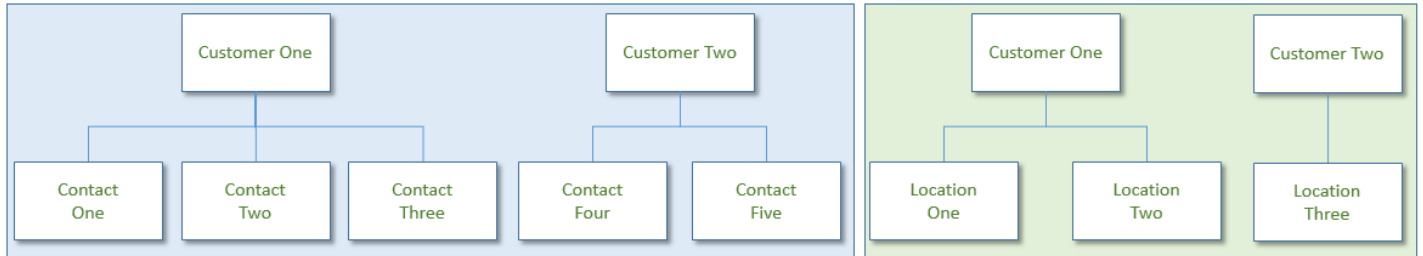 Customer One
Customer Two
Contact
One
Contact
Two
Contact
Three
Contact
Four
Contact
Five
Customer One
Customer Two
Location
One
Location
Two
Location
Three